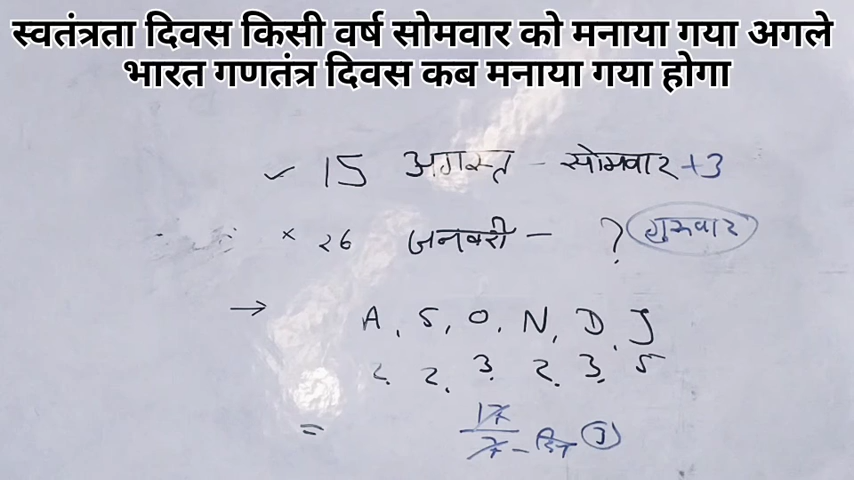 स्वतंत्रता दिवस किसी वर्ष सोमवार को मनाया गया अगले
भारत गणतंत्र दिवस कब मनाया गया होगा
✓ 15 अगस्त - सोमवार +3
× 26 जनवरी - ? गुरूवार
→ A, S, O, N, D, J
2, 2, 3, 2, 3, 5
= 17/7 - शेष 3